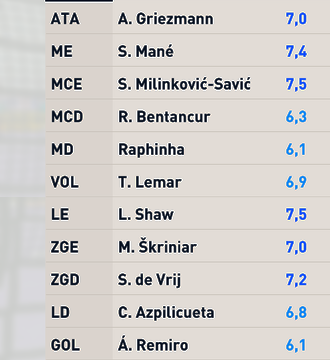 ATA A. Griezmann 7,0
ME S. Mané 7,4
MCE S. Milinković-Savić 7,5
MCD R. Bentancur 6,3
MD Raphinha 6,1
VOL T. Lemar 6,9
LE L. Shaw 7,5
ZGE M. Škriniar 7,0
ZGD S. de Vrij 7,2
LD C. Azpilicueta 6,8
GOL Á. Remiro 6,1